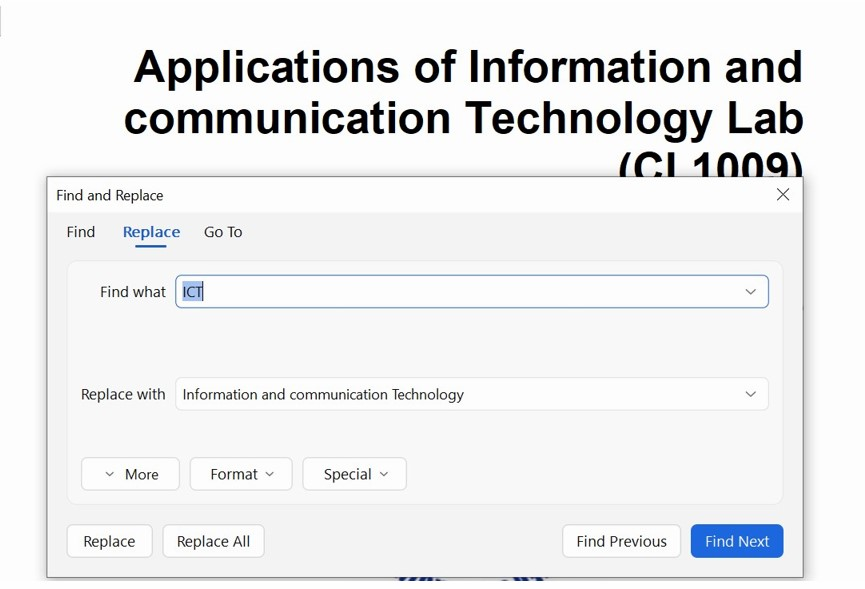 Applications of Information and
communication Technology Lab
(CL1009)
Find and Replace
Find Replace Go To
Find what ICT
Replace with Information and communication Technology
More Format Special
Replace Replace All Find Previous Find Next